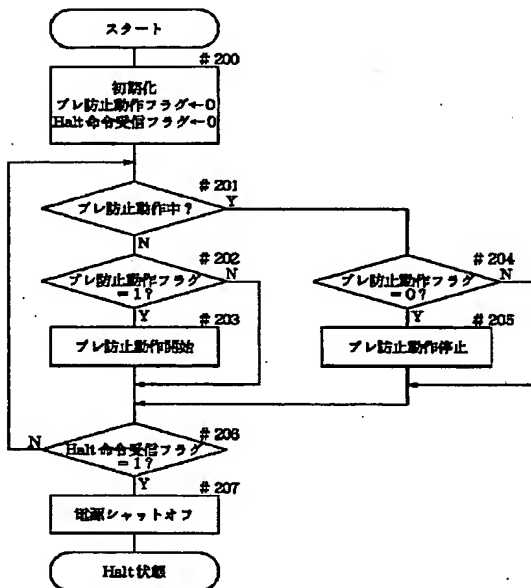 スタート
#200
初期化
ブレ防止動作フラグ←0
Halt命令受信フラグ←0
#201
ブレ防止動作中?
Y
N
#202
ブレ防止動作フラグ
=1?
N
Y
#204
ブレ防止動作フラグ
=0?
N
Y
#203
ブレ防止動作開始
#205
ブレ防止動作停止
#206
Halt命令受信フラグ
=1?
N
Y
#207
電源シャットオフ
Halt状態